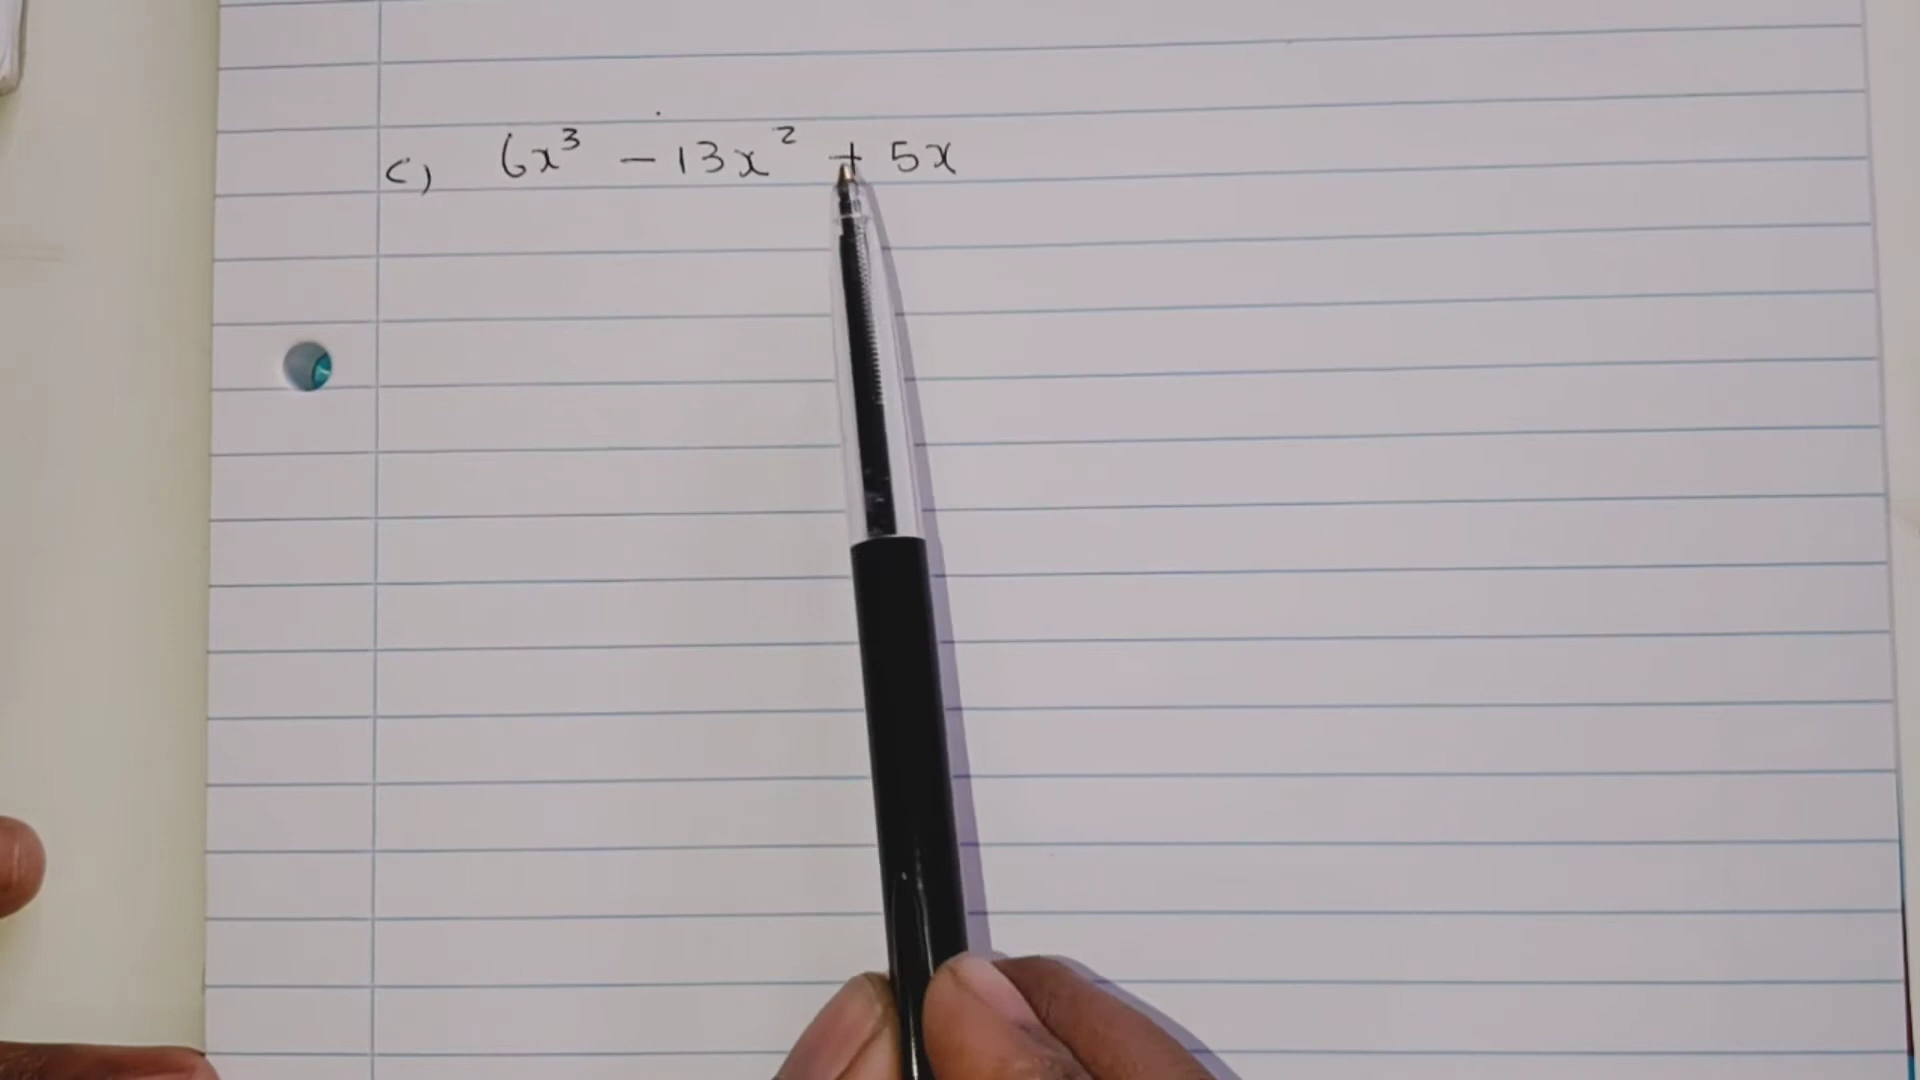 c) 6x³ - 13x² + 5x